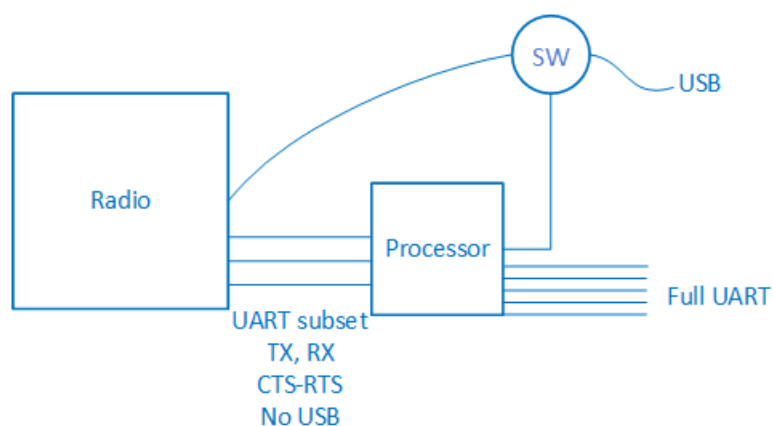 SW
USB
Radio
Processor
Full UART
UART subset
TX, RX
CTS-RTS
No USB